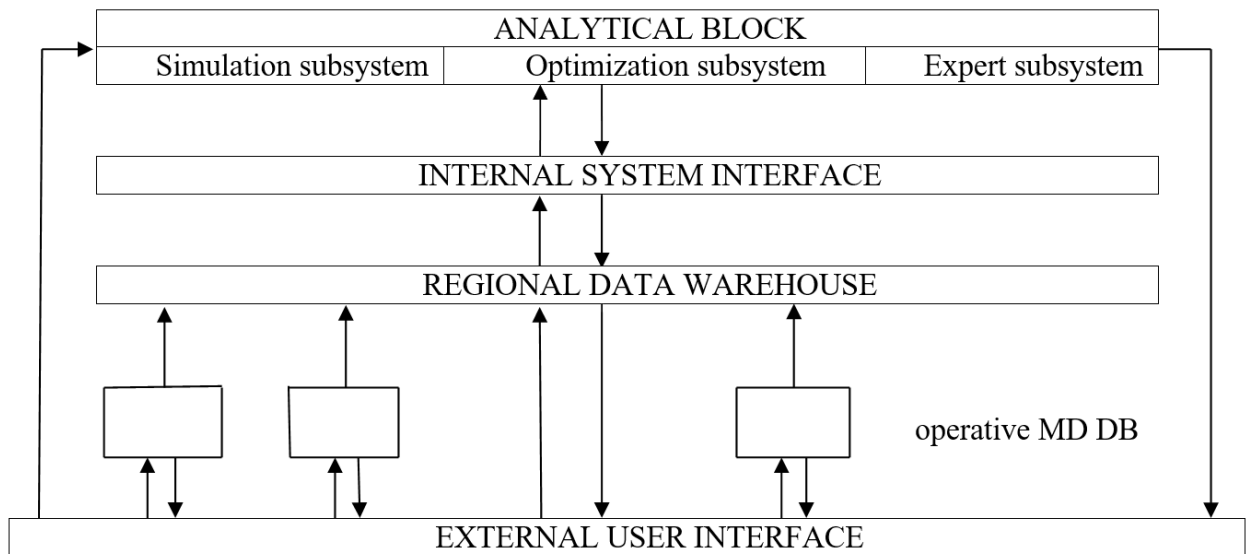 ANALYTICAL BLOCK
Simulation subsystem
Optimization subsystem
Expert subsystem
INTERNAL SYSTEM INTERFACE
REGIONAL DATA WAREHOUSE
operative MD DB
EXTERNAL USER INTERFACE